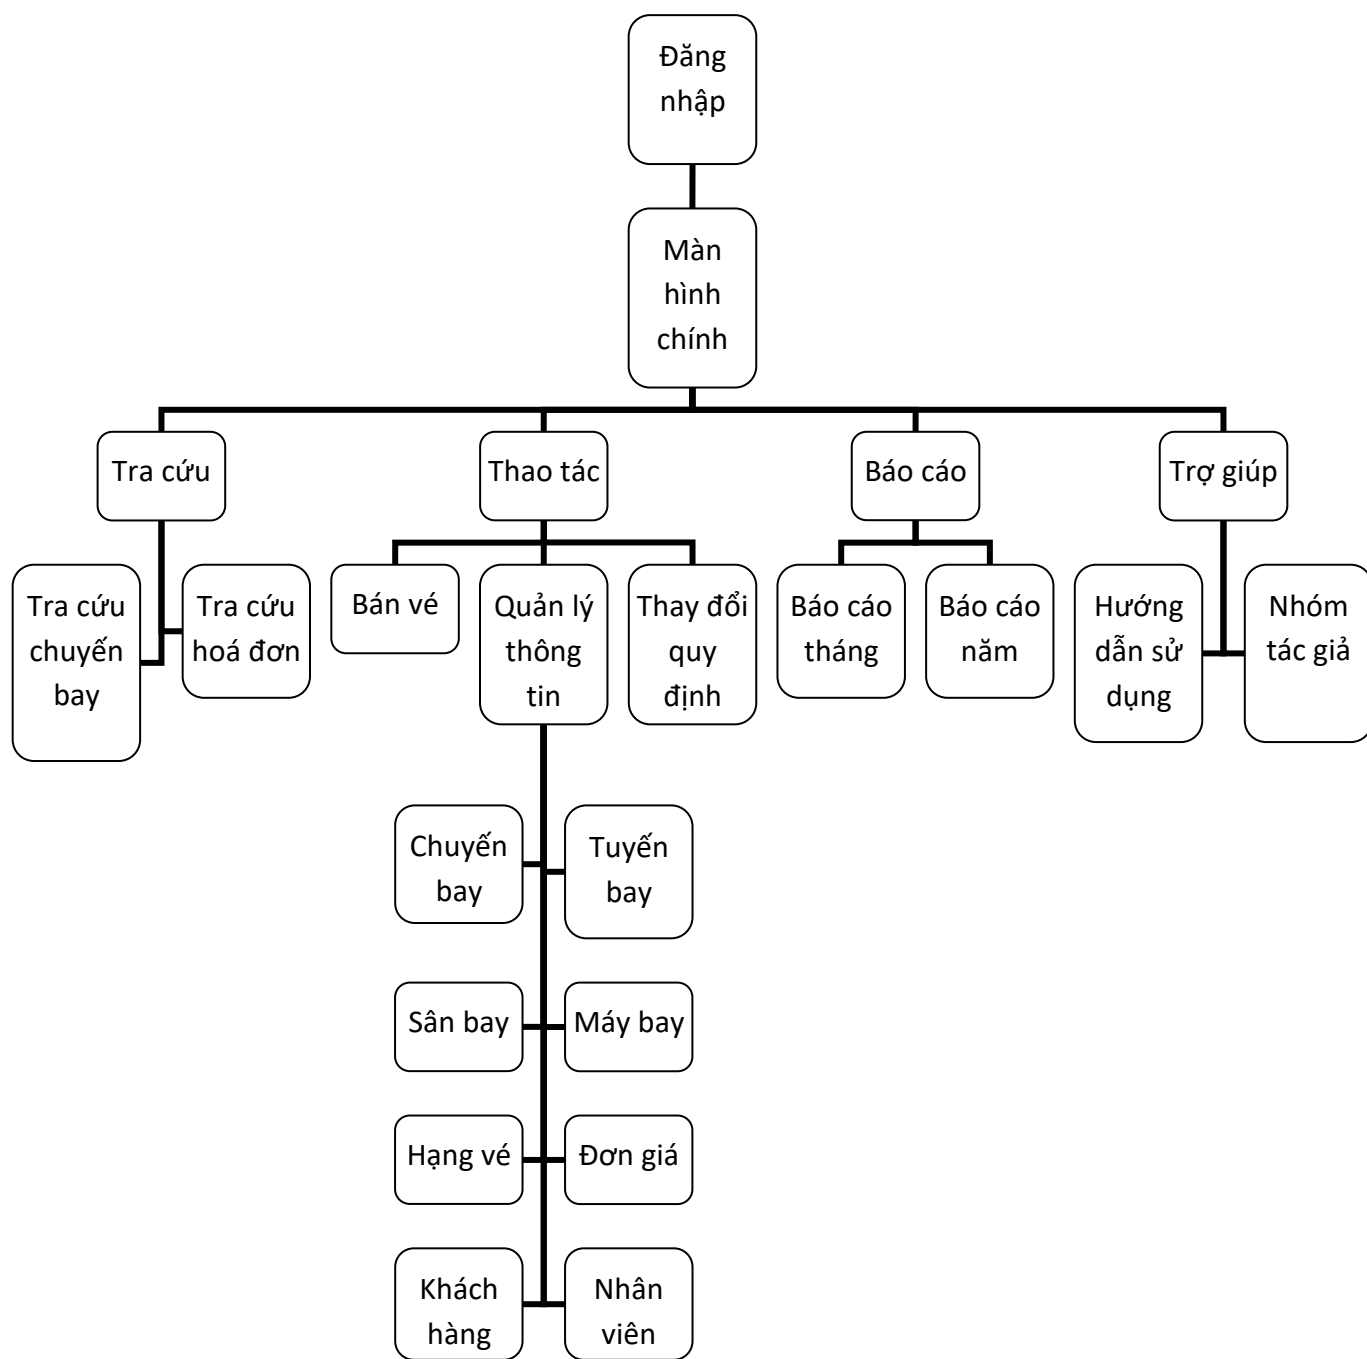 Đăng
nhập
Màn
hình
chính
Tra cứu
Thao tác
Báo cáo
Trợ giúp
Tra cứu
chuyến
bay
Tra cứu
hoá đơn
Bán vé
Quản lý
thông
tin
Thay đổi
quy
định
Báo cáo
tháng
Báo cáo
năm
Hướng
dẫn sử
dụng
Nhóm
tác giả
Chuyến
bay
Tuyến
bay
Sân bay
Máy bay
Hạng vé
Đơn giá
Khách
hàng
Nhân
viên